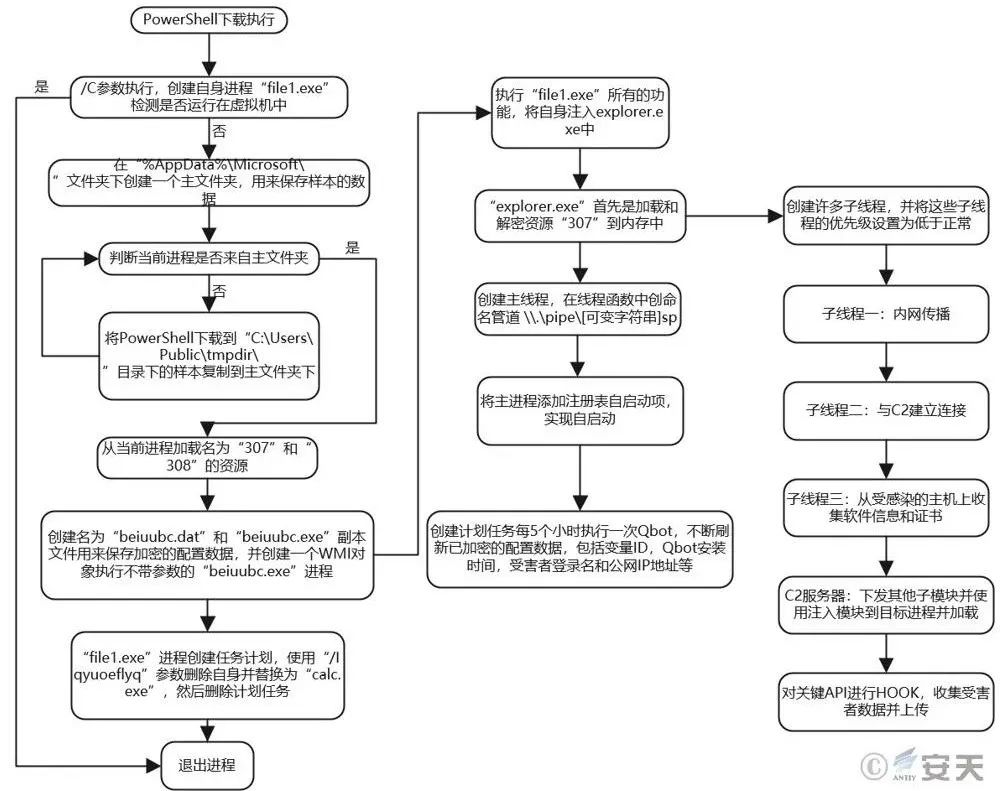 PowerShell下载执行
/C参数执行，创建自身进程“file1.exe”
检测是否运行在虚拟机中
是
否
在“%AppData%\Microsoft\
”文件夹下创建一个主文件夹，用来保存样本的数
据
判断当前进程是否来自主文件夹
是
否
将PowerShell下载到“C:\Users\
Public\tmpdir\
”目录下的样本复制到主文件夹下
从当前进程加载名为“307”和“
308”的资源
创建名为“beiuubc.dat”和“beiuubc.exe”副本
文件用来保存加密的配置数据，并创建一个WMI对
象执行不带参数的“beiuubc.exe”进程
“file1.exe”进程创建任务计划，使用“/I
qyuoeflyq”参数删除自身并替换为“calc.
exe”，然后删除计划任务
退出进程
执行“file1.exe”所有的功
能，将自身注入explorer.e
xe中
“explorer.exe”首先是加载和
解密资源“307”到内存中
创建主线程，在线程函数中创命
名管道 \\.\pipe\[可变字符串]sp
将主进程添加注册表自启动项，
实现自启动
创建计划任务每5个小时执行一次Qbot，不断刷
新已加密的配置数据，包括变量ID，Qbot安装
时间，受害者登录名和公网IP地址等
创建许多子线程，并将这些子线
程的优先级设置为低于正常
子线程一：内网传播
子线程二：与C2建立连接
子线程三：从受感染的主机上收
集软件信息和证书
C2服务器：下发其他子模块并使
用注入模块到目标进程并加载
对关键API进行HOOK，收集受害
者数据并上传
©
ANTIY
安天